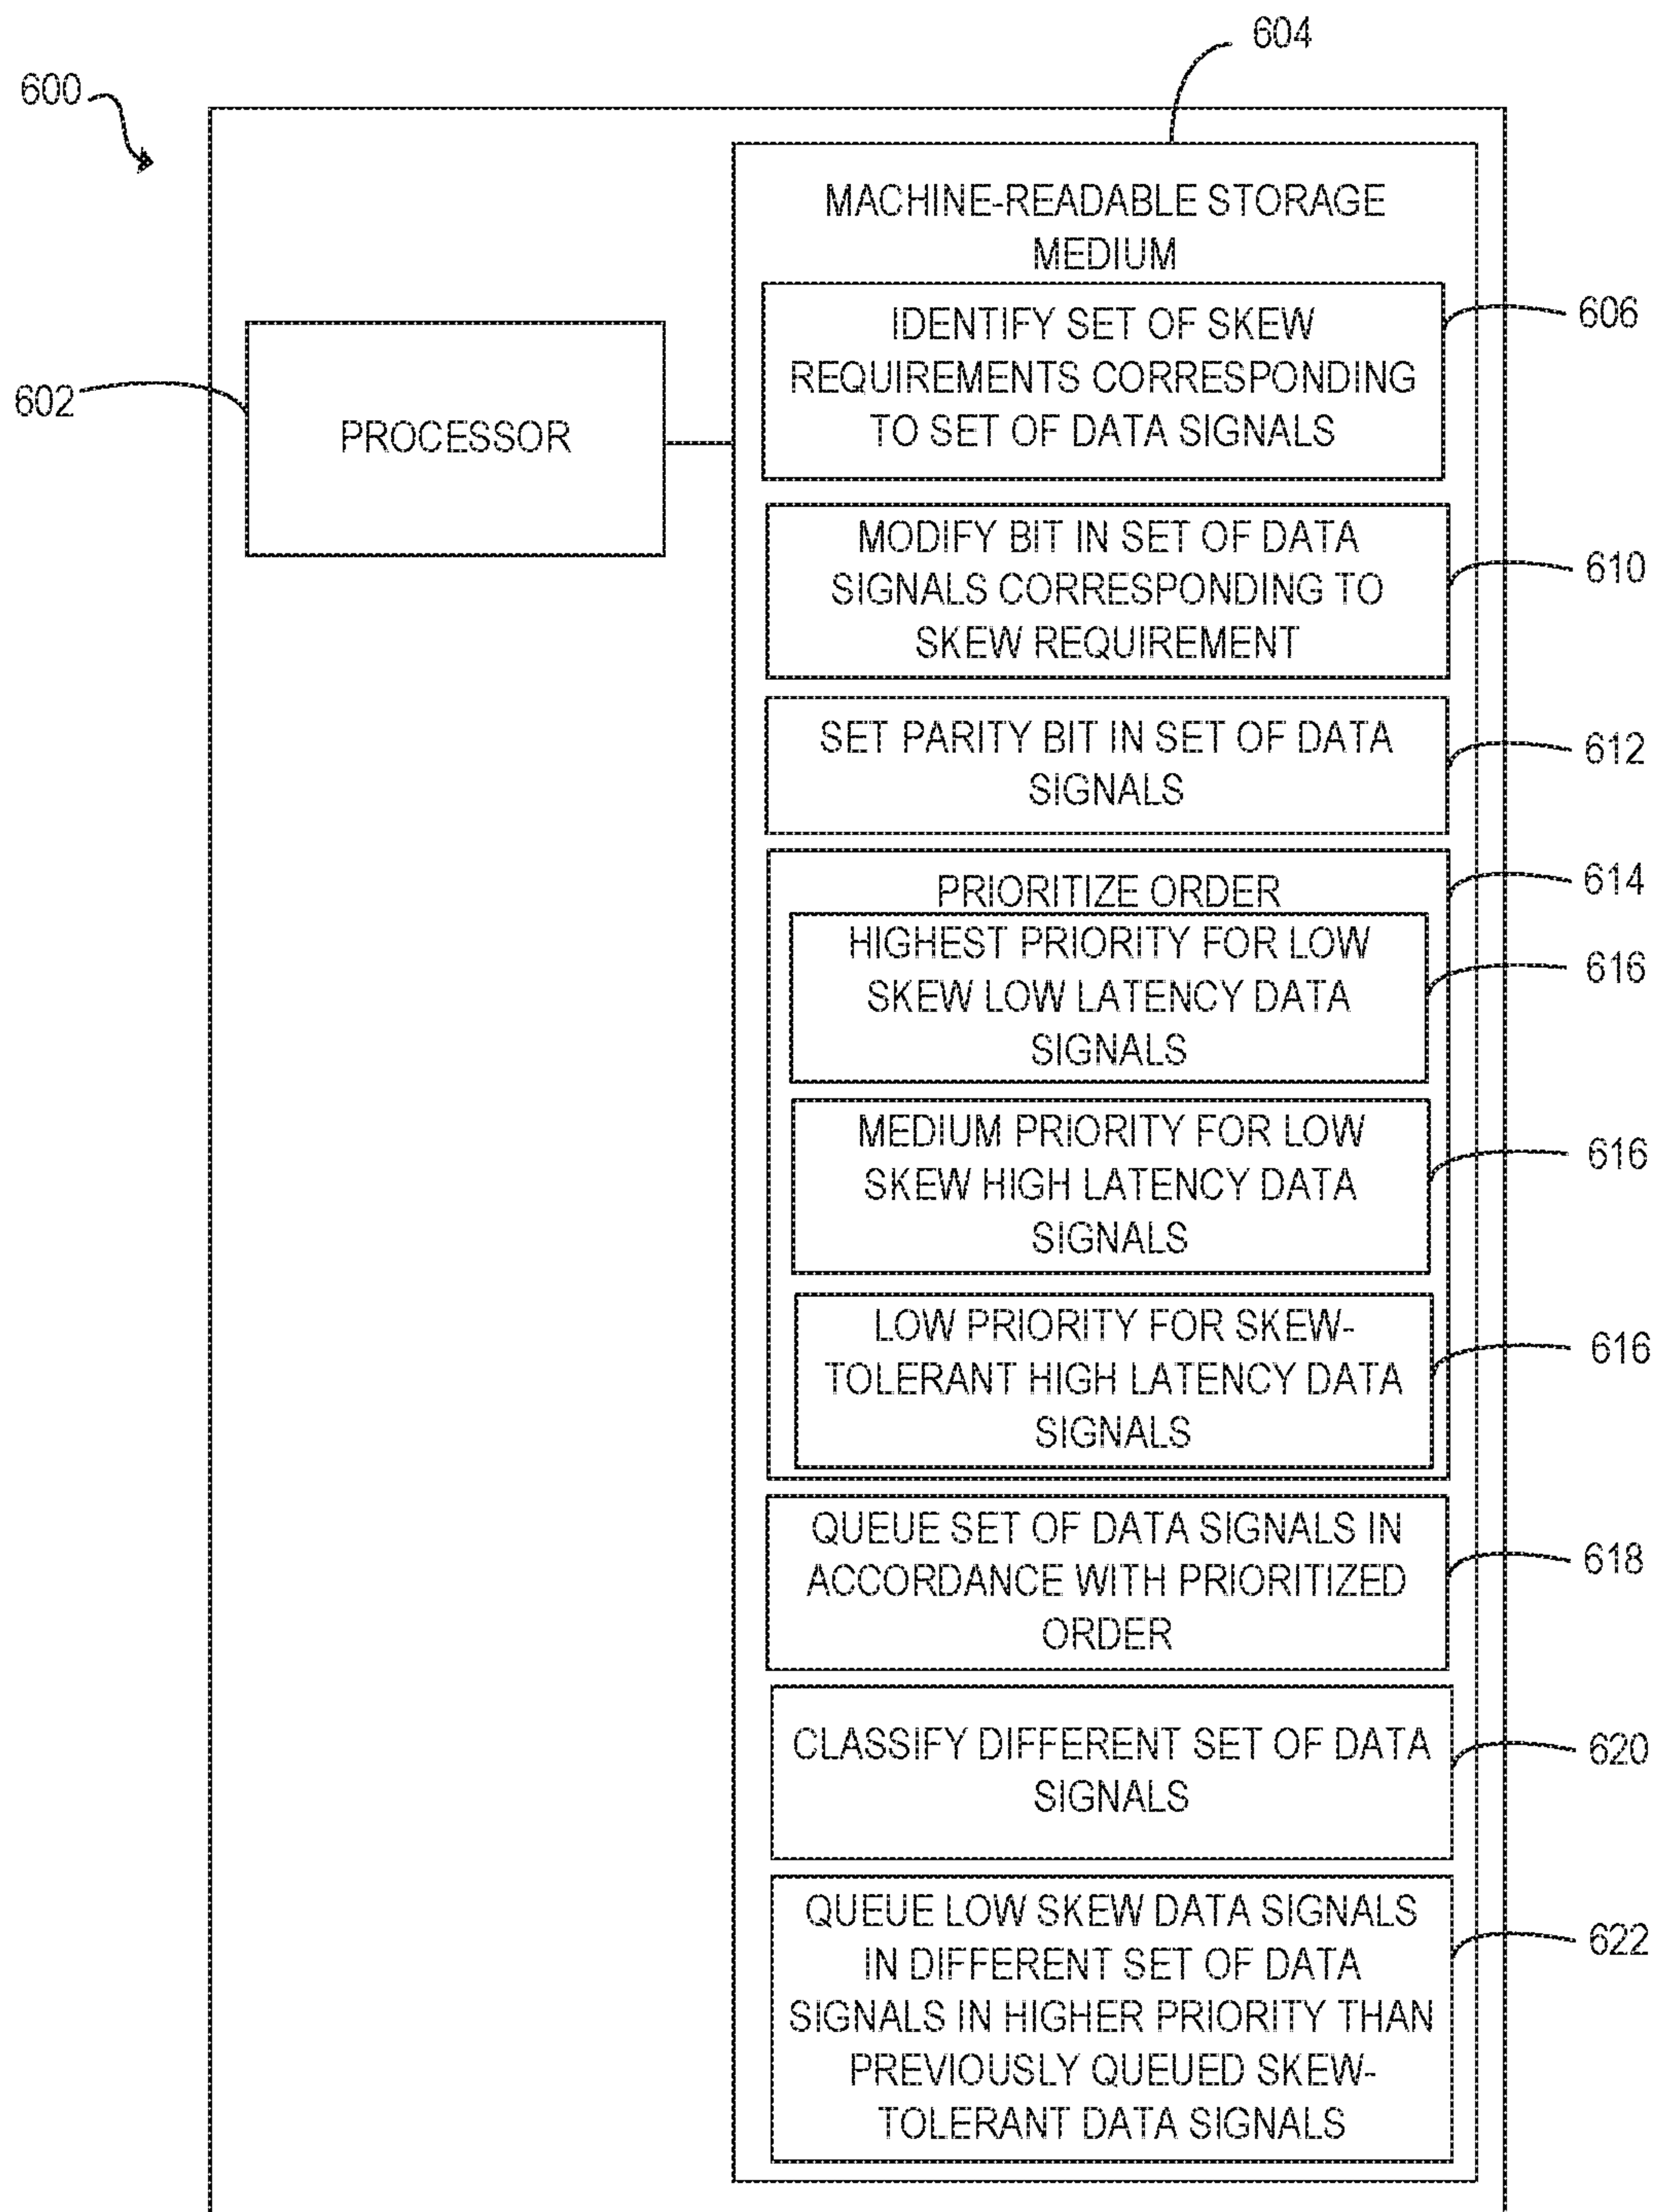 604
600
MACHINE-READABLE STORAGE
MEDIUM
IDENTIFY SET OF SKEW
REQUIREMENTS CORRESPONDING
TO SET OF DATA SIGNALS
606
602
PROCESSOR
MODIFY BIT IN SET OF DATA
SIGNALS CORRESPONDING TO
SKEW REQUIREMENT
610
SET PARITY BIT IN SET OF DATA
SIGNALS
612
PRIORITIZE ORDER
614
HIGHEST PRIORITY FOR LOW
SKEW LOW LATENCY DATA
SIGNALS
616
MEDIUM PRIORITY FOR LOW
SKEW HIGH LATENCY DATA
SIGNALS
616
LOW PRIORITY FOR SKEW-
TOLERANT HIGH LATENCY DATA
SIGNALS
616
QUEUE SET OF DATA SIGNALS IN
ACCORDANCE WITH PRIORITIZED
ORDER
618
CLASSIFY DIFFERENT SET OF DATA
SIGNALS
620
QUEUE LOW SKEW DATA SIGNALS
IN DIFFERENT SET OF DATA
SIGNALS IN HIGHER PRIORITY THAN
PREVIOUSLY QUEUED SKEW-
TOLERANT DATA SIGNALS
622